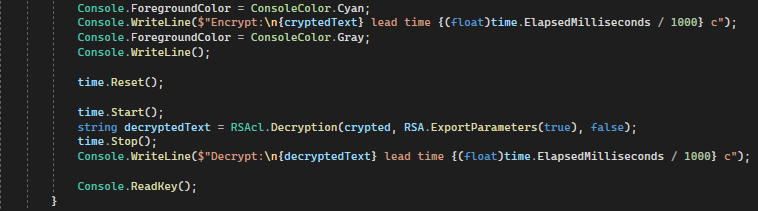 Console.ForegroundColor = ConsoleColor.Cyan;
Console.WriteLine($"Encrypt:\n{cryptedText} lead time {(float)time.ElapsedMilliseconds / 1000} c");
Console.ForegroundColor = ConsoleColor.Gray;
Console.WriteLine();
time.Reset();
time.Start();
string decryptedText = RSAcl.Decryption(crypted, RSA.ExportParameters(true), false);
time.Stop();
Console.WriteLine($"Decrypt:\n{decryptedText} lead time {(float)time.ElapsedMilliseconds / 1000} c");
Console.ReadKey();
}